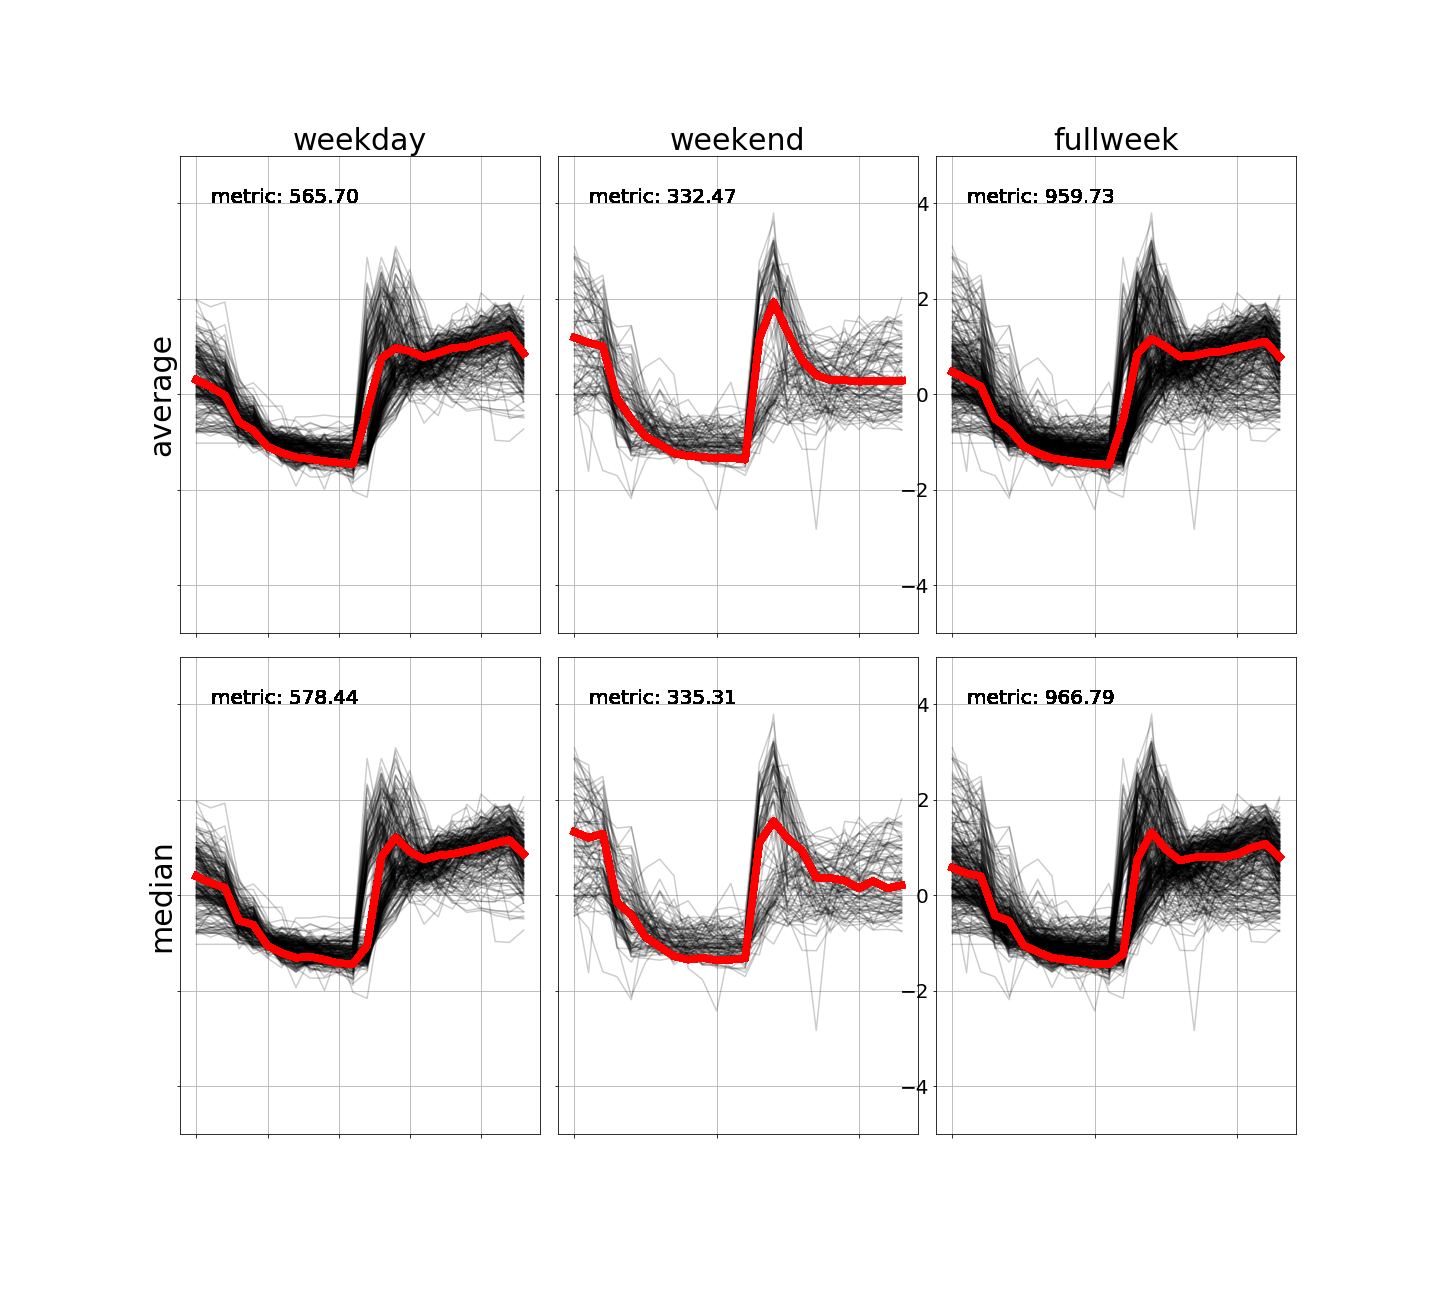 weekday weekend fullweek
average
metric: 565.70
metric: 332.47
metric: 959.73
4
2
0
−2
−4
median
metric: 578.44
metric: 335.31
metric: 966.79
4
2
0
−2
−4